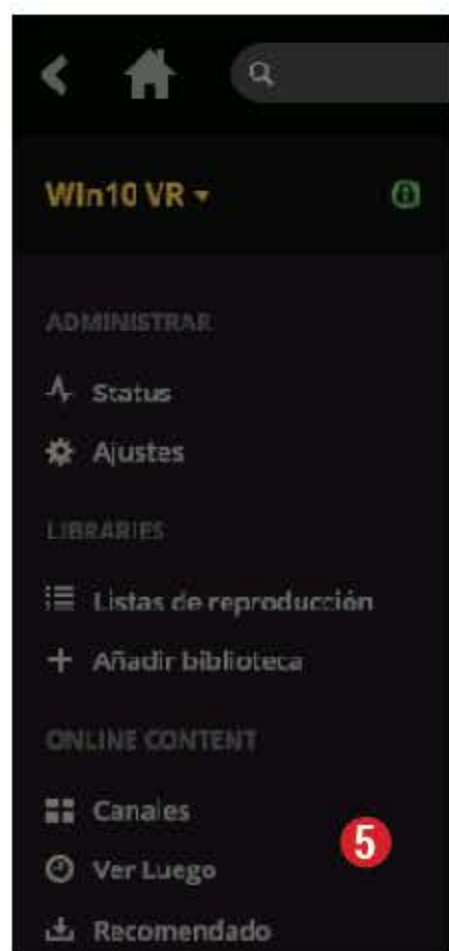 Win10 VR
ADMINISTRAR
Status
Ajustes
LIBRARIES
Listas de reproducción
Añadir biblioteca
ONLINE CONTENT
Canales
5
Ver Luego
Recomendado